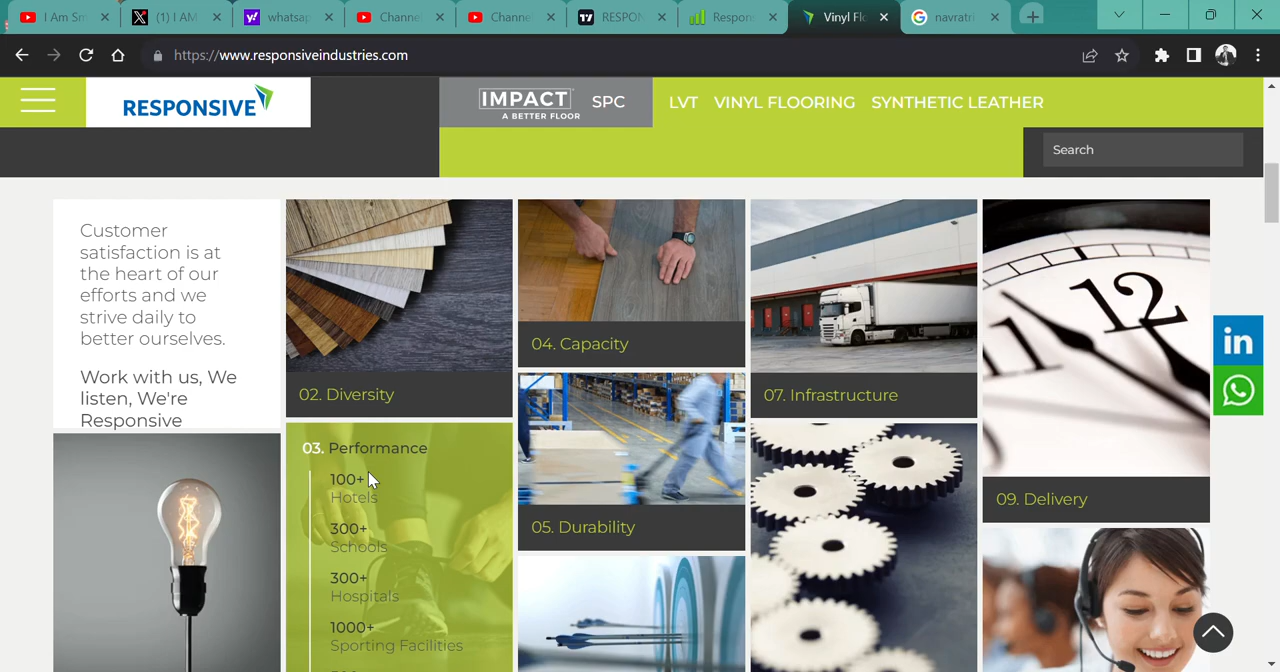 I Am Sm
(1) I AM
whatsap
Channe
Channe
RESPON
Respon
Vinyl Flo
navratri
https://www.responsiveindustries.com
RESPONSIVE
IMPACT
A BETTER FLOOR
SPC
LVT
VINYL FLOORING
SYNTHETIC LEATHER
Search
Customer
satisfaction is at
the heart of our
efforts and we
strive daily to
better ourselves.
Work with us, We
listen, We're
Responsive
02. Diversity
03. Performance
100+
Hotels
300+
Schools
300+
Hospitals
1000+
Sporting Facilities
04. Capacity
05. Durability
07. Infrastructure
12
11
09. Delivery
in